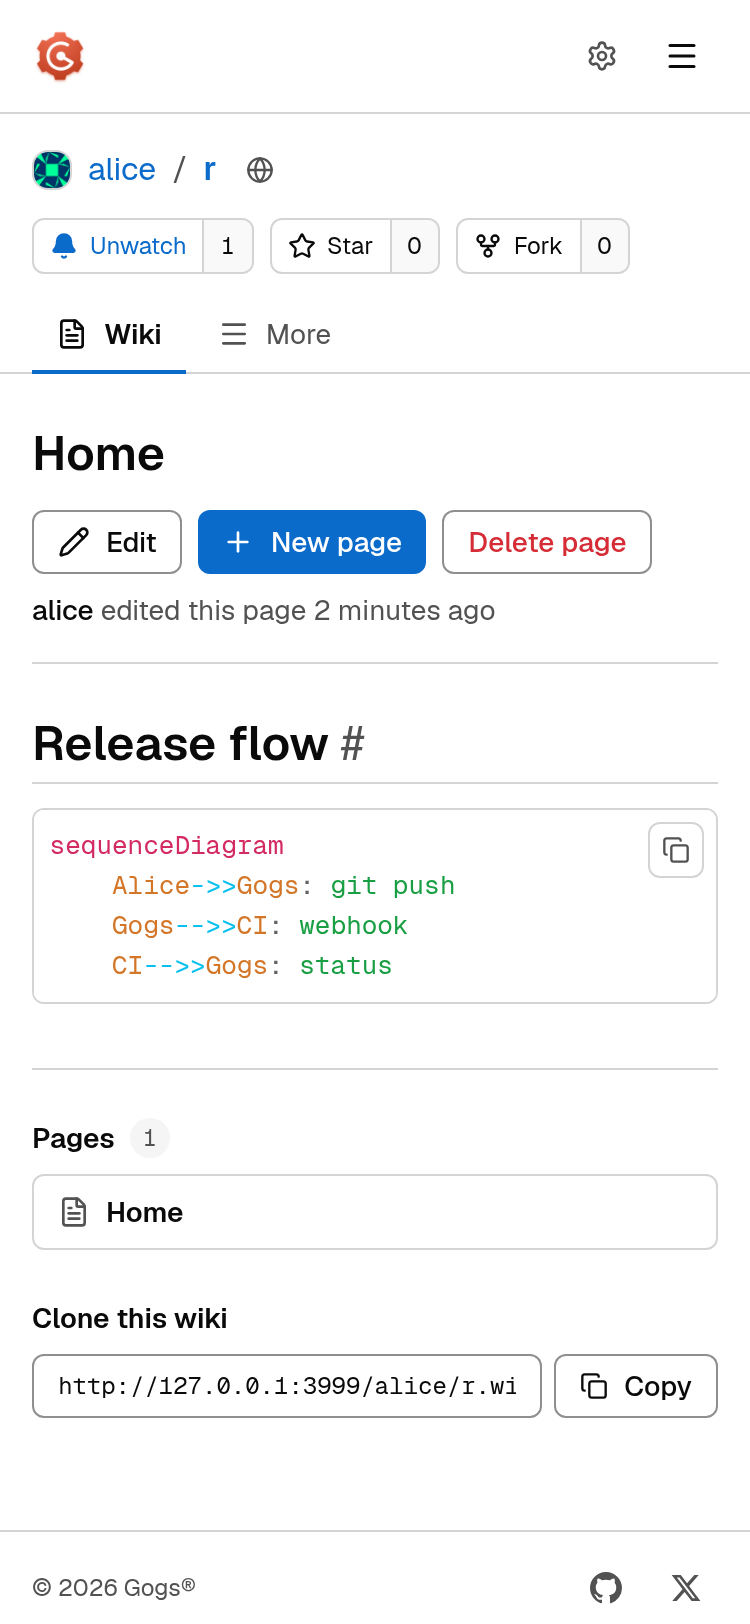 alice / r
Unwatch 1 Star 0 Fork 0
Wiki More
Home
Edit New page Delete page
alice edited this page 2 minutes ago
Release flow #
sequenceDiagram
    Alice->>Gogs: git push
    Gogs-->>CI: webhook
    CI-->>Gogs: status
Pages 1
Home
Clone this wiki
http://127.0.0.1:3999/alice/r.wi Copy
© 2026 Gogs®